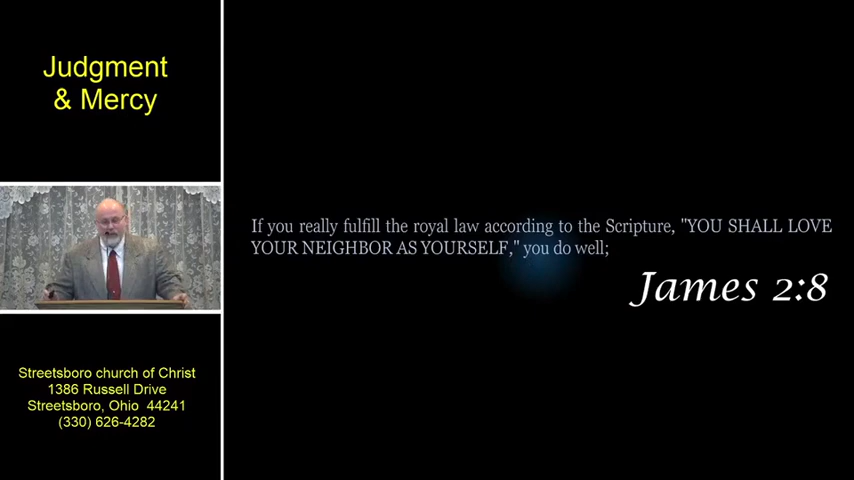 Judgment
& Mercy
If you really fulfill the royal law according to the Scripture, "YOU SHALL LOVE
YOUR NEIGHBOR AS YOURSELF," you do well;
James 2:8
Streetsboro church of Christ
1386 Russell Drive
Streetsboro, Ohio  44241
(330) 626-4282